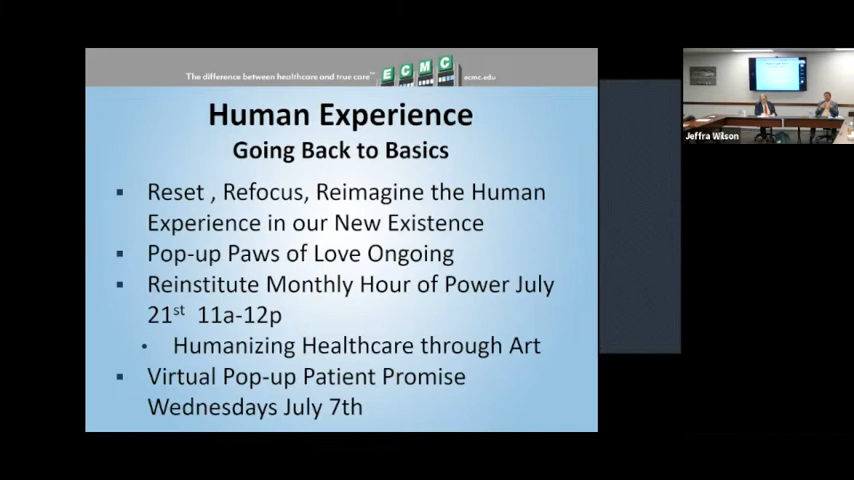 The difference between healthcare and true care™ ECMC ecmc.edu
Human Experience
Going Back to Basics
▪ Reset , Refocus, Reimagine the Human
Experience in our New Existence
▪ Pop-up Paws of Love Ongoing
▪ Reinstitute Monthly Hour of Power July
21st 11a-12p
• Humanizing Healthcare through Art
▪ Virtual Pop-up Patient Promise
Wednesdays July 7th
Jeffra Wilson